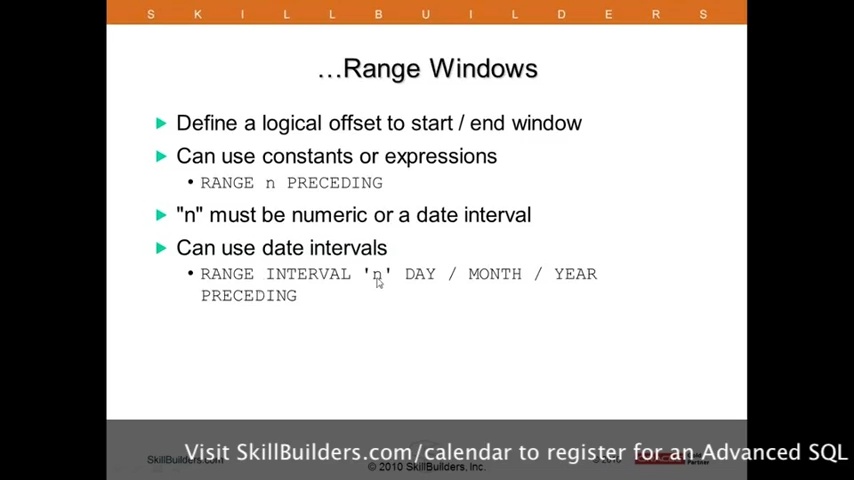 SKILLBUILDERS
…Range Windows
Define a logical offset to start / end window
Can use constants or expressions
• RANGE n PRECEDING
"n" must be numeric or a date interval
Can use date intervals
• RANGE INTERVAL 'n' DAY / MONTH / YEAR
PRECEDING
Visit SkillBuilders.com/calendar to register for an Advanced SQL
SkillBuilders.com
© 2010 SkillBuilders, Inc.
Partner